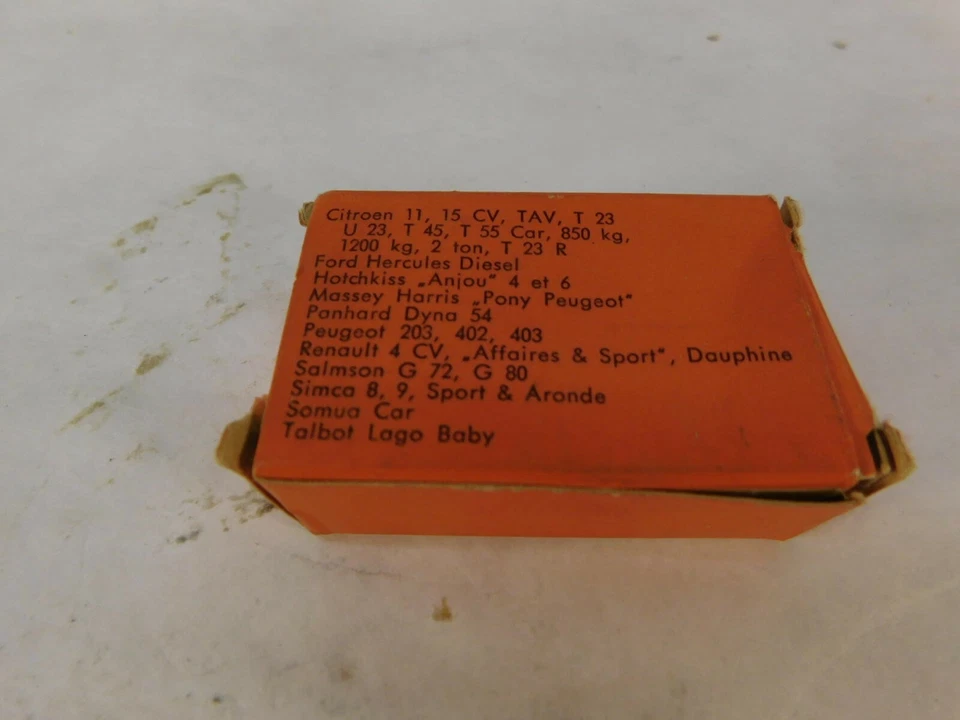 Citroen 11, 15 CV, TAV, T 23
U 23, T 45, T 55 Car, 850 kg,
1200 kg, 2 ton, T 23 R
Ford Hercules Diesel
Hotchkiss „Anjou" 4 et 6
Massey Harris „Pony Peugeot"
Panhard Dyna 54
Peugeot 203, 402, 403
Renault 4 CV, „Affaires & Sport", Dauphine
Salmson G 72, G 80
Simca 8, 9, Sport & Aronde
Somua Car
Talbot Lago Baby